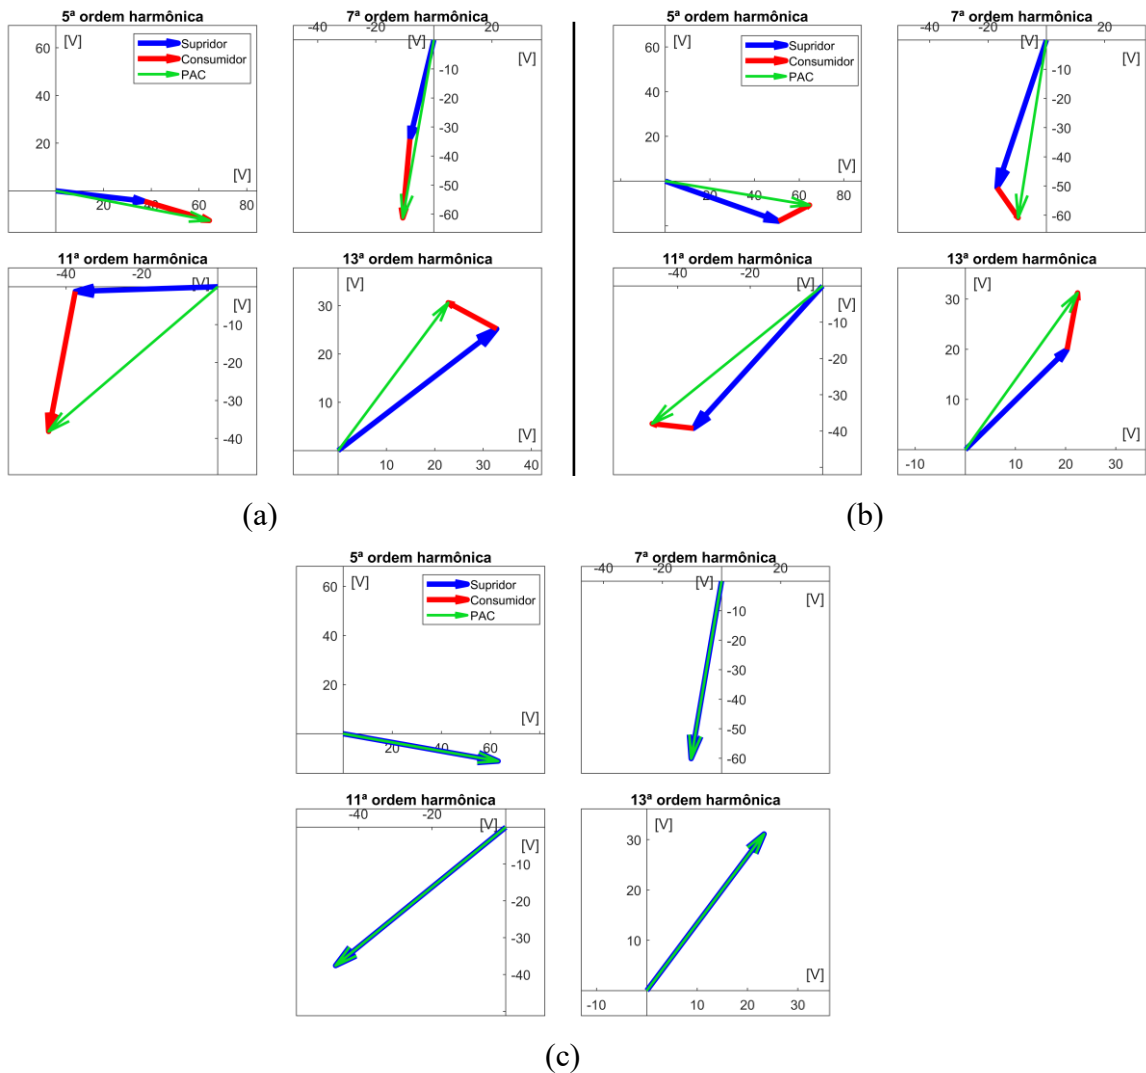 5ª ordem harmônica
[V]
60
40
20
Supridor
Consumidor
PAC
[V]
20 40 60 80
7ª ordem harmônica
-40 -20 [V] 20
[V]
-10
-20
-30
-40
-50
-60
11ª ordem harmônica
-40 -20 [V]
[V]
-10
-20
-30
-40
13ª ordem harmônica
[V]
30
20
10
[V]
10 20 30 40
(a)
5ª ordem harmônica
[V]
60
40
20
Supridor
Consumidor
PAC
[V]
20 40 60 80
7ª ordem harmônica
-40 -20 [V] 20
[V]
-10
-20
-30
-40
-50
-60
11ª ordem harmônica
-40 -20 [V]
[V]
-10
-20
-30
-40
13ª ordem harmônica
[V]
30
20
10
[V]
-10 10 20 30
(b)
5ª ordem harmônica
[V]
60
40
20
Supridor
Consumidor
PAC
[V]
20 40 60
7ª ordem harmônica
-40 -20 [V] 20
[V]
-10
-20
-30
-40
-50
-60
11ª ordem harmônica
-40 -20 [V]
[V]
-10
-20
-30
-40
13ª ordem harmônica
[V]
30
20
10
[V]
-10 10 20 30
(c)